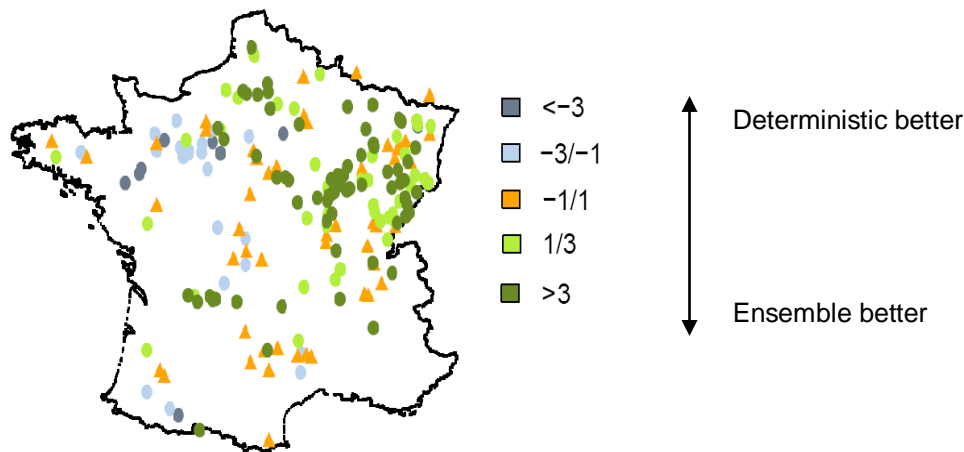 <−3
−3/−1
−1/1
1/3
>3
Deterministic better
Ensemble better